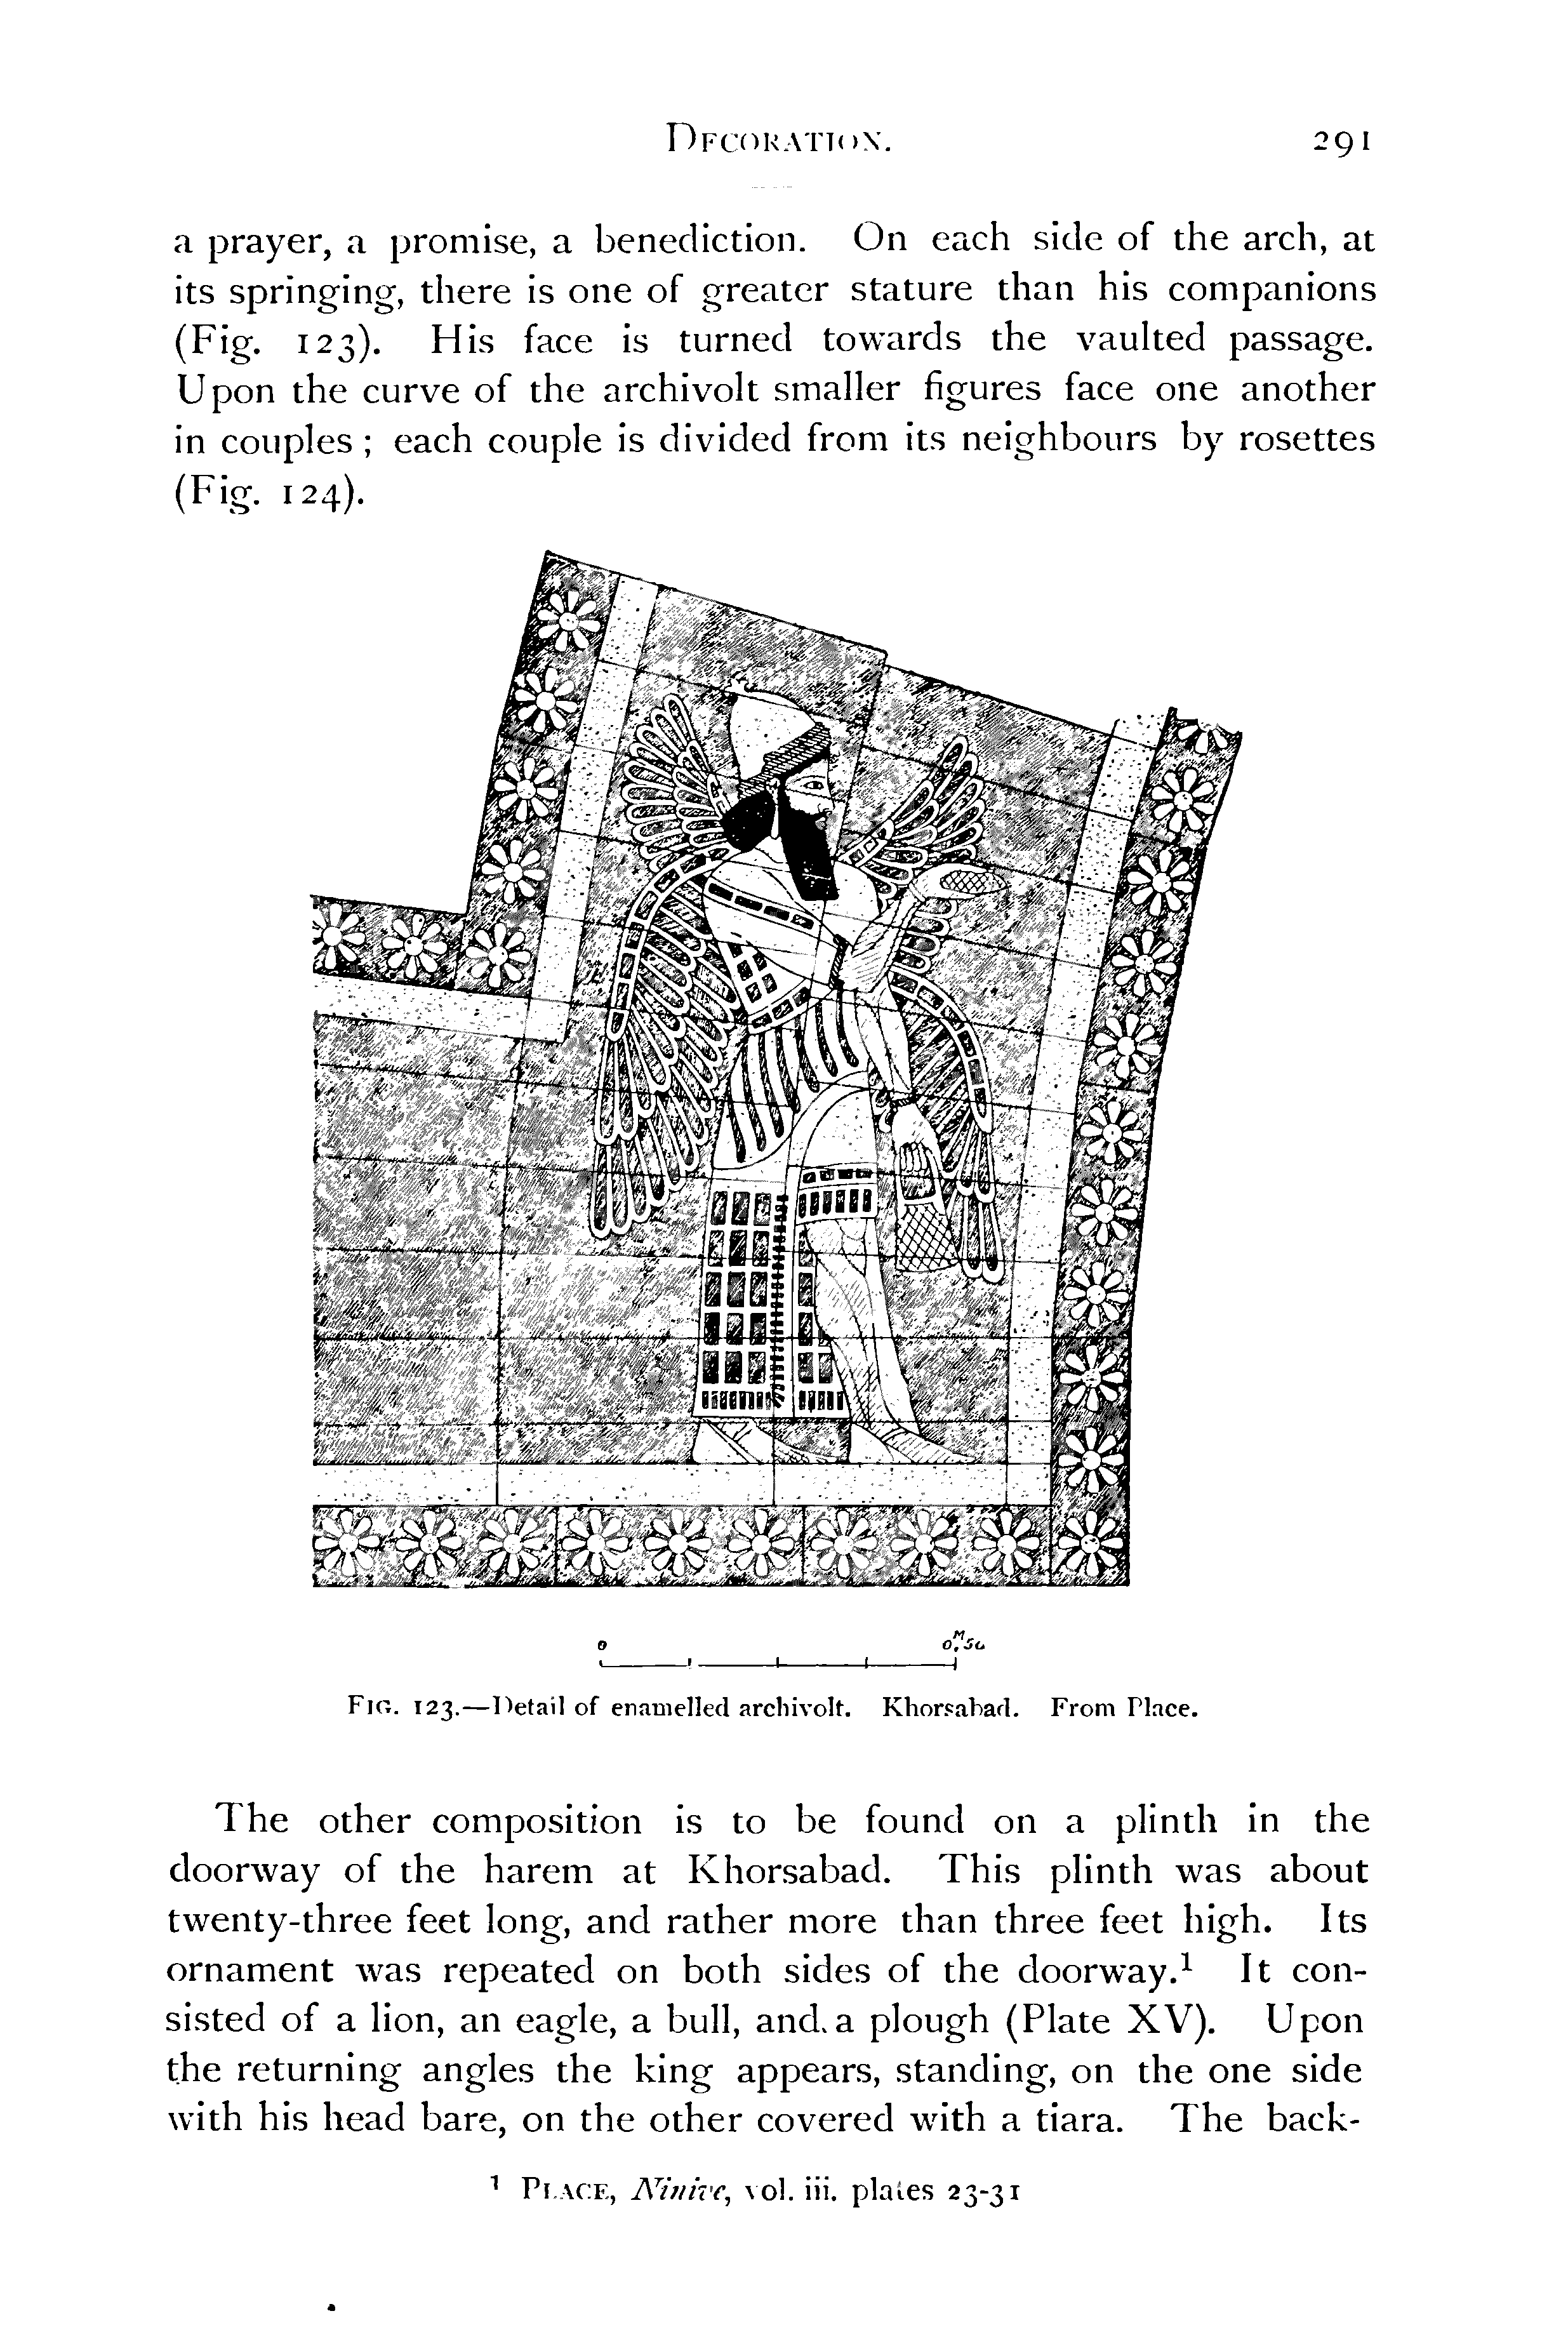 DECORATION. 291
a prayer, a promise, a benediction. On each side of the arch, at
its springing, there is one of greater stature than his companions
(Fig. 123). His face is turned towards the vaulted passage.
Upon the curve of the archivolt smaller figures face one another
in couples ; each couple is divided from its neighbours by rosettes
(Fig. 124).
0 0,M50
FIG. 123.—Detail of enamelled archivolt. Khorsabad. From Place.
The other composition is to be found on a plinth in the
doorway of the harem at Khorsabad. This plinth was about
twenty-three feet long, and rather more than three feet high. Its
ornament was repeated on both sides of the doorway.¹ It con-
sisted of a lion, an eagle, a bull, and a plough (Plate XV). Upon
the returning angles the king appears, standing, on the one side
with his head bare, on the other covered with a tiara. The back-
¹ PLACE, Ninive, vol. iii. plates 23-31